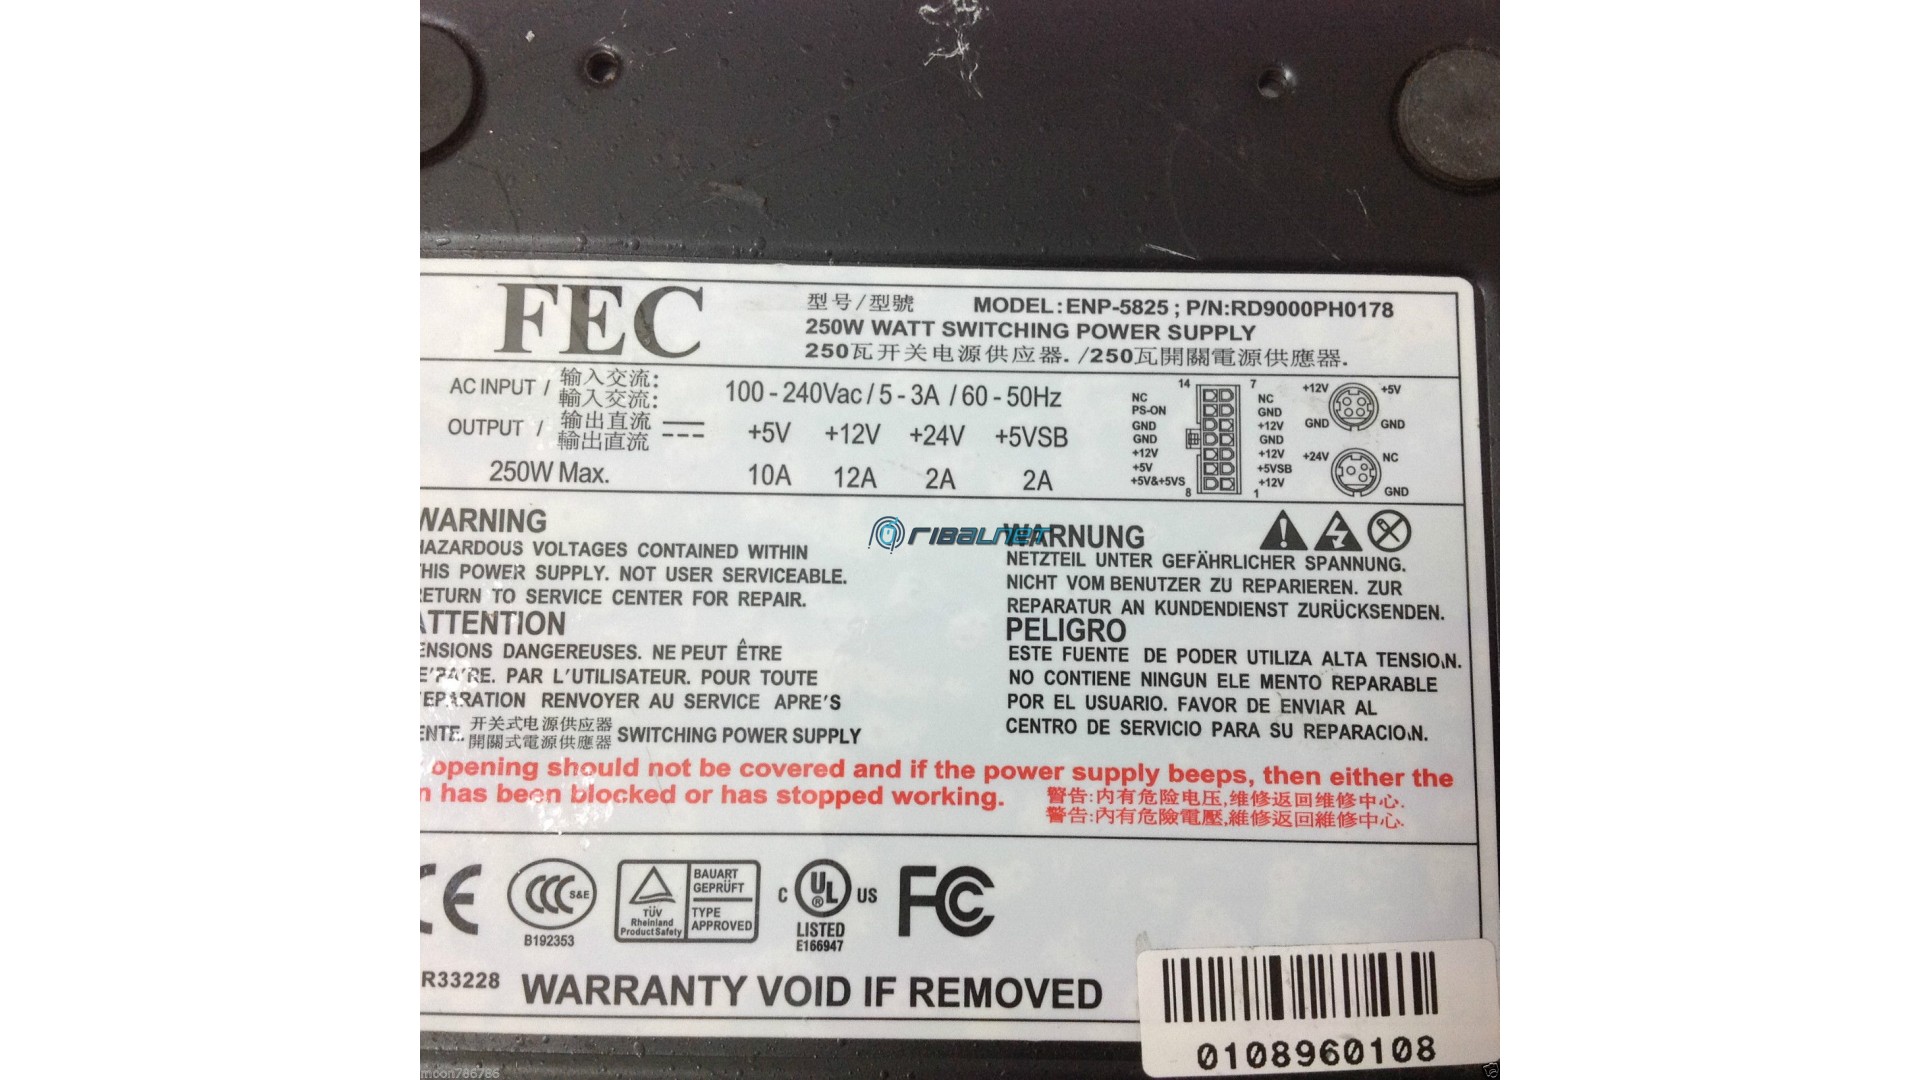 FEC
型号/型號 MODEL:ENP-5825 ; P/N:RD9000PH0178
250W WATT SWITCHING POWER SUPPLY
250瓦开关电源供应器. /250瓦開關電源供應器.
AC INPUT / 输入交流: 100 - 240Vac / 5 - 3A / 60 - 50Hz
輸入交流:
OUTPUT / 输出直流 +5V +12V +24V +5VSB
輸出直流
250W Max. 10A 12A 2A 2A
14 7
NC NC
PS-ON GND
GND +12V
GND GND
+12V +12V
+5V +5VSB
+5V&+5VS +12V
8 1
+12V +5V
GND GND
+24V NC
GND
WARNING
HAZARDOUS VOLTAGES CONTAINED WITHIN
THIS POWER SUPPLY. NOT USER SERVICEABLE.
RETURN TO SERVICE CENTER FOR REPAIR.
ATTENTION
ENSIONS DANGEREUSES. NE PEUT ÊTRE
E'PA'RE. PAR L'UTILISATEUR. POUR TOUTE
EPARATION RENVOYER AU SERVICE APRE'S
ENTE. 开关式电源供应器 SWITCHING POWER SUPPLY
開關式電源供應器
ribalnet
WARNUNG
NETZTEIL UNTER GEFÄHRLICHER SPANNUNG.
NICHT VOM BENUTZER ZU REPARIEREN. ZUR
REPARATUR AN KUNDENDIENST ZURÜCKSENDEN.
PELIGRO
ESTE FUENTE DE PODER UTILIZA ALTA TENSIO\N.
NO CONTIENE NINGUN ELE MENTO REPARABLE
POR EL USUARIO. FAVOR DE ENVIAR AL
CENTRO DE SERVICIO PARA SU REPARACIO\N.
opening should not be covered and if the power supply beeps, then either the
n has been blocked or has stopped working.
警告:内有危险电压,维修返回维修中心.
警告:內有危險電壓,維修返回維修中心.
CE
CCC S&E
B192353
TÜV
Rheinland
Product Safety
BAUART
GEPRÜFT
TYPE
APPROVED
C UL ® US
LISTED
E166947
FC
R33228 WARRANTY VOID IF REMOVED
0108960108
moon786786